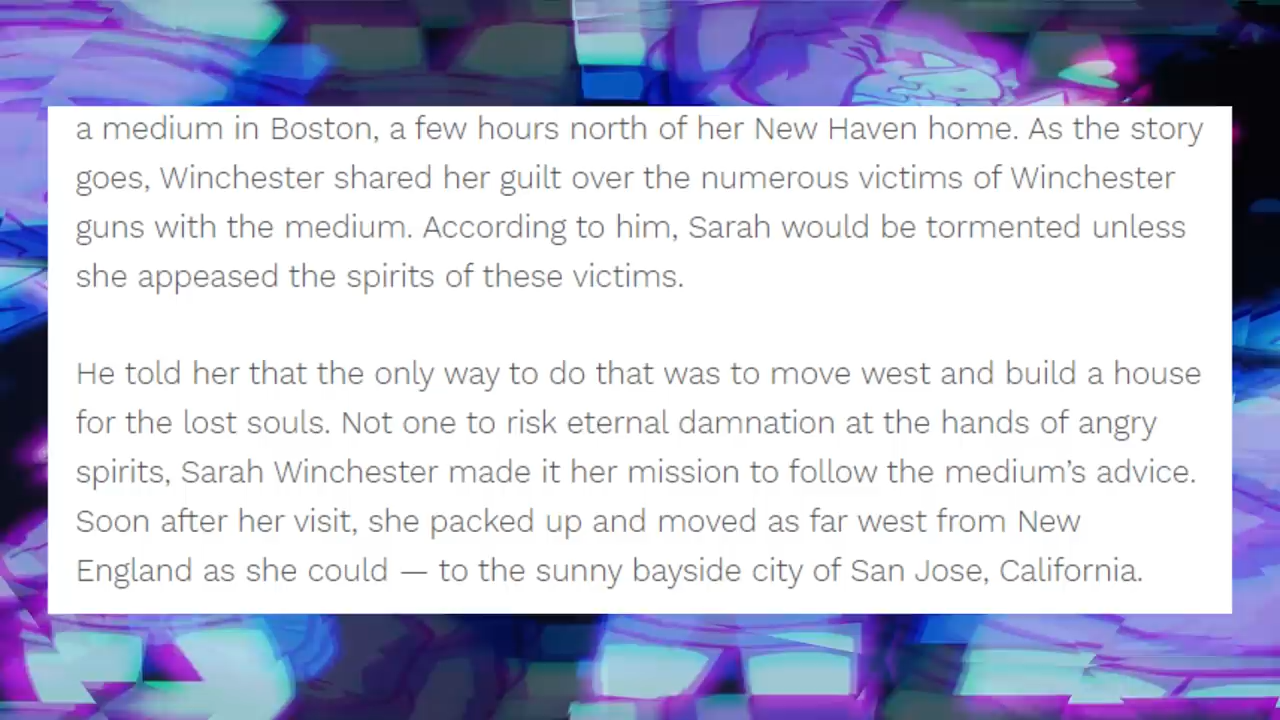 a medium in Boston, a few hours north of her New Haven home. As the story
goes, Winchester shared her guilt over the numerous victims of Winchester
guns with the medium. According to him, Sarah would be tormented unless
she appeased the spirits of these victims.
He told her that the only way to do that was to move west and build a house
for the lost souls. Not one to risk eternal damnation at the hands of angry
spirits, Sarah Winchester made it her mission to follow the medium’s advice.
Soon after her visit, she packed up and moved as far west from New
England as she could — to the sunny bayside city of San Jose, California.